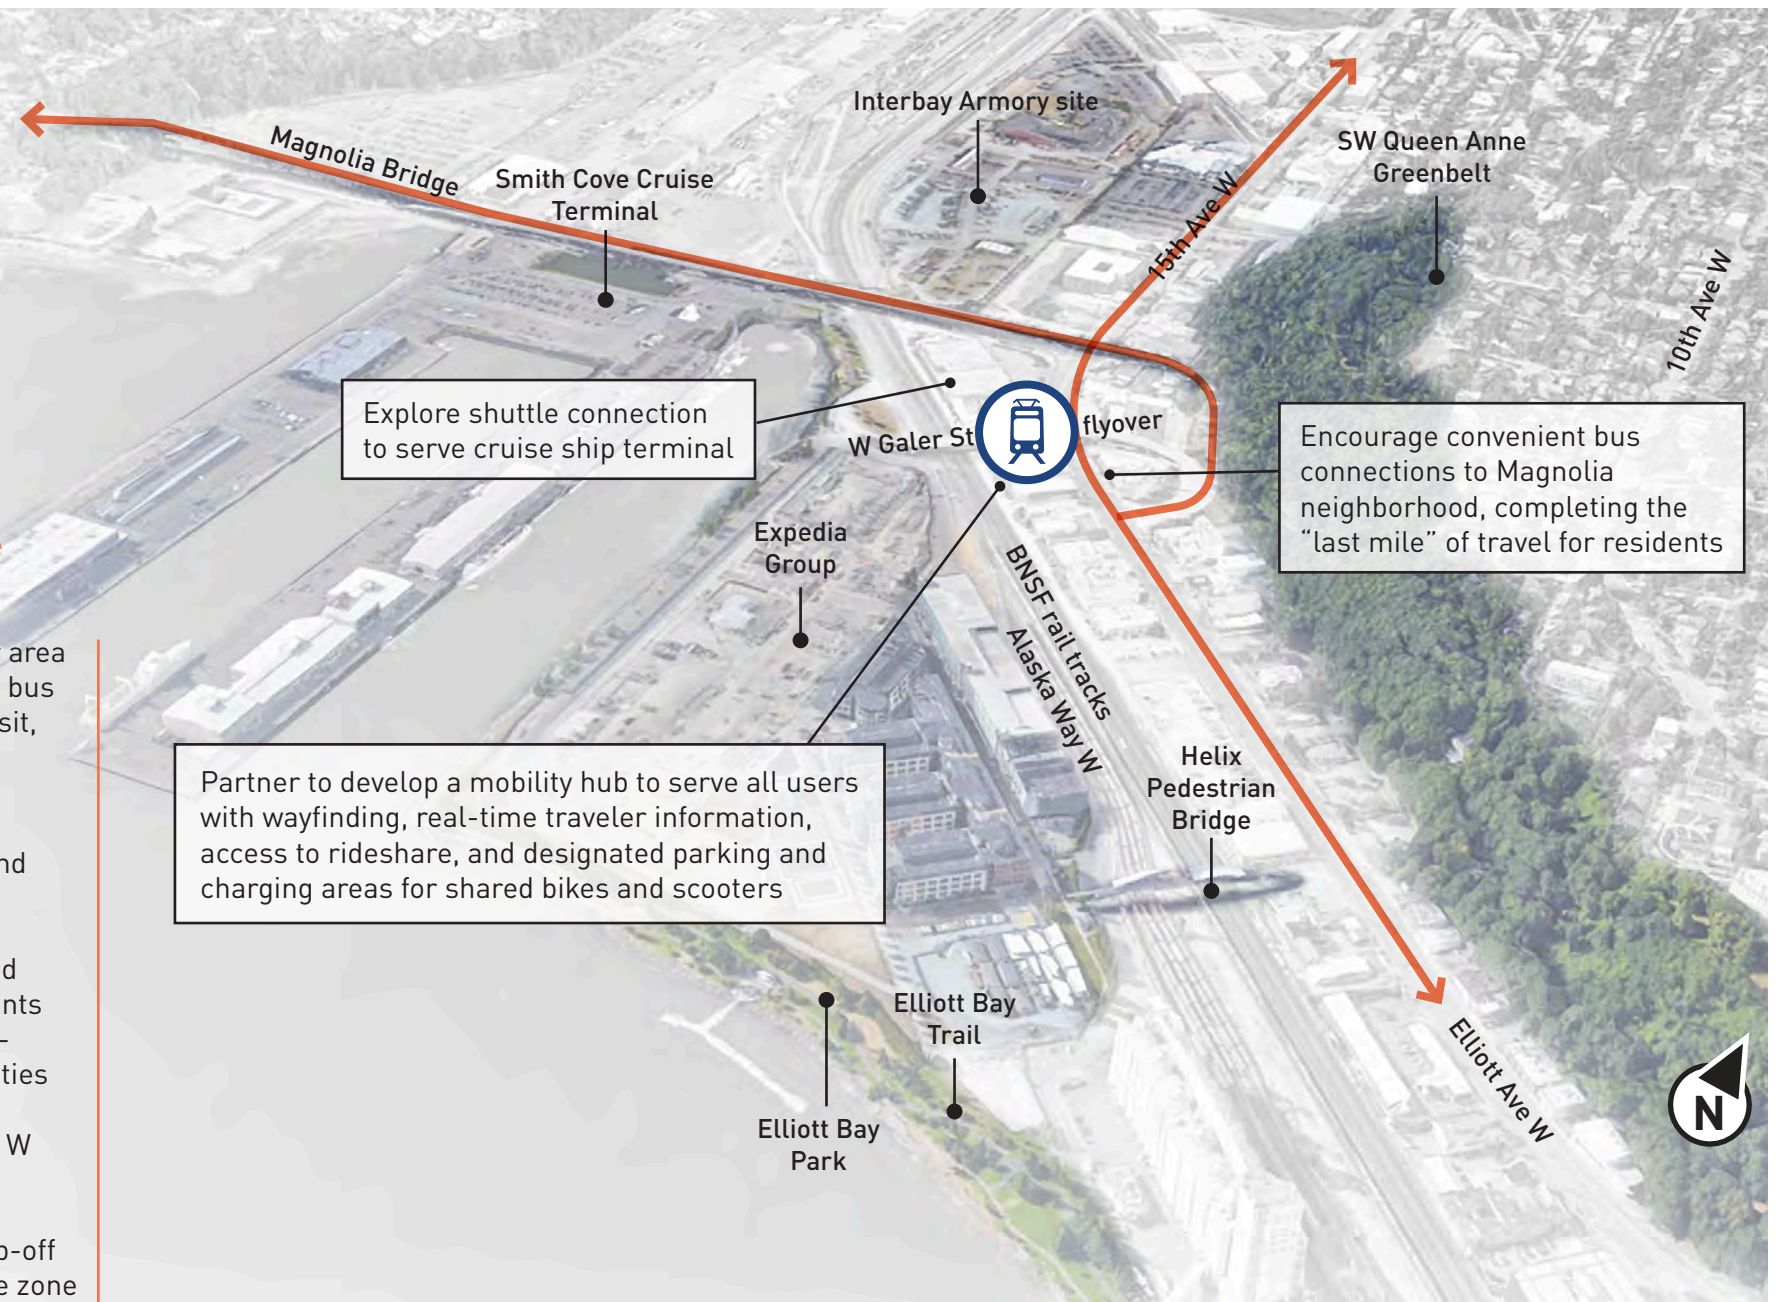 Interbay Armory site
SW Queen Anne
Greenbelt
Magnolia Bridge
Smith Cove Cruise
Terminal
15th Ave W
10th Ave W
Explore shuttle connection
to serve cruise ship terminal
W Galer St
flyover
Encourage convenient bus
connections to Magnolia
neighborhood, completing the
“last mile” of travel for residents
Expedia
Group
BNSF rail tracks
Alaska Way W
Helix
Pedestrian
Bridge
Partner to develop a mobility hub to serve all users
with wayfinding, real-time traveler information,
access to rideshare, and designated parking and
charging areas for shared bikes and scooters
Elliott Bay
Trail
Elliott Bay
Park
Elliott Ave W
N
area
bus
sit,
nd
d
nts
-
ties
W
-off
e zone